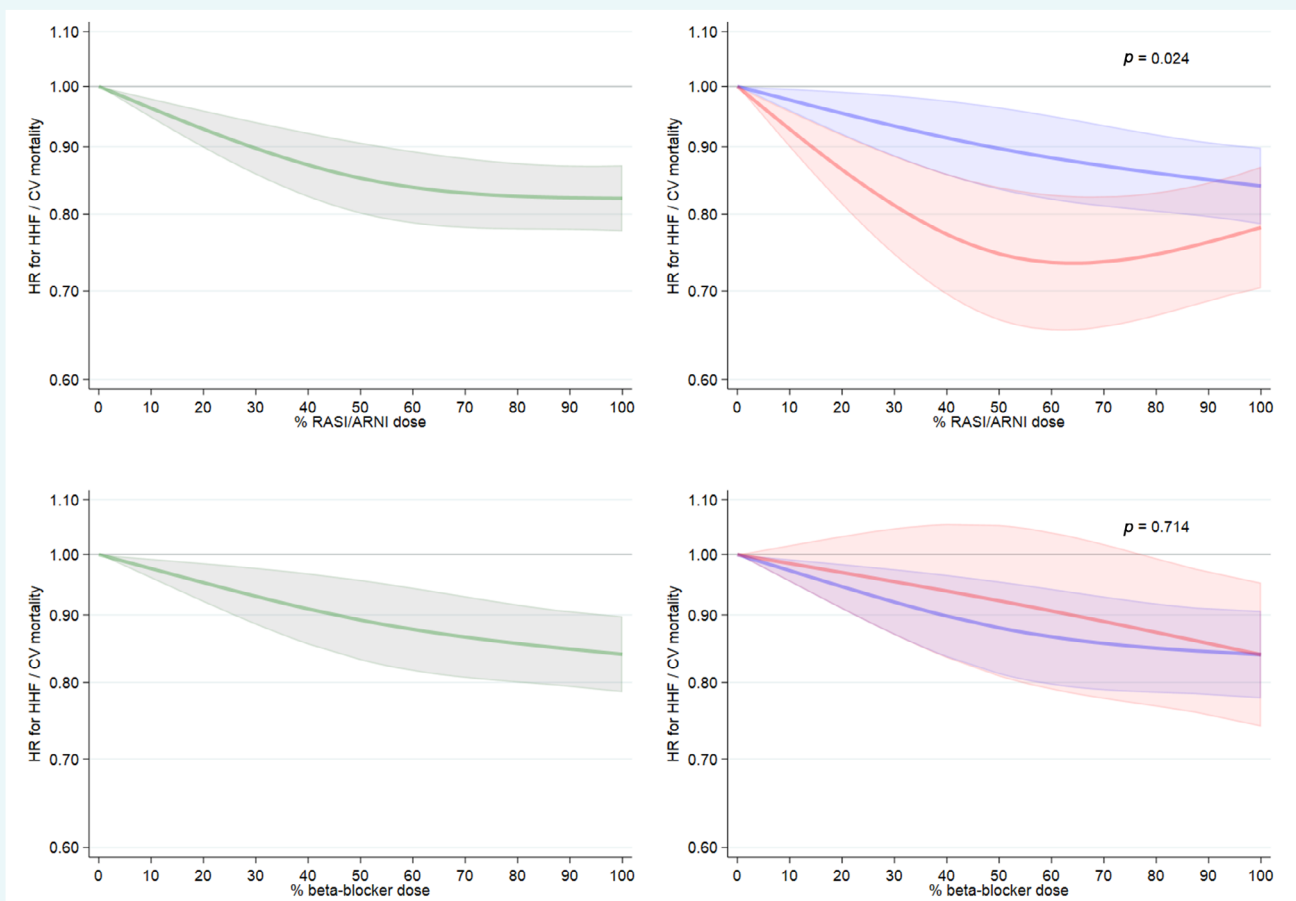 HR for HHF / CV mortality
1.10
1.00
0.90
0.80
0.70
0.60
0 10 20 30 40 50 60 70 80 90 100
% RASI/ARNI dose
HR for HHF / CV mortality
1.10
1.00
0.90
0.80
0.70
0.60
p = 0.024
0 10 20 30 40 50 60 70 80 90 100
% RASI/ARNI dose
HR for HHF / CV mortality
1.10
1.00
0.90
0.80
0.70
0.60
0 10 20 30 40 50 60 70 80 90 100
% beta-blocker dose
HR for HHF / CV mortality
1.10
1.00
0.90
0.80
0.70
0.60
p = 0.714
0 10 20 30 40 50 60 70 80 90 100
% beta-blocker dose